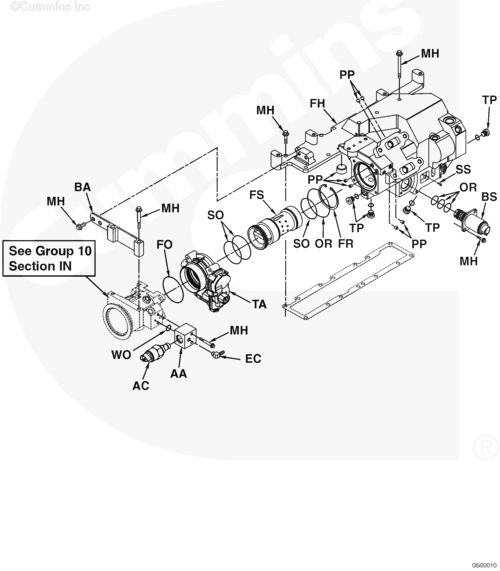 ©Cummins Inc
Cummins
MH
PP
TP
FH
MH
SS
PP
BA
FS
OR
BS
MH
SO
TP
FO
SO
OR
FR
PP
TP
MH
See Group 10
Section IN
TA
MH
WO
EC
AA
AC
®
06i00010